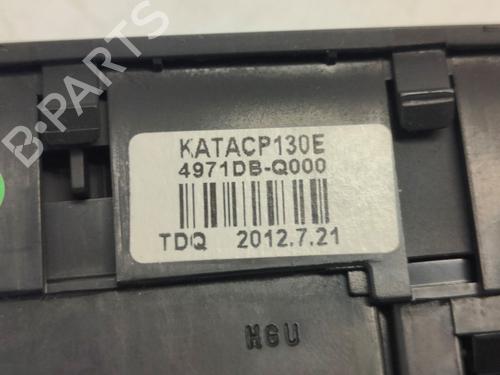 B-PARTS
KATACP130E
4971DB-Q000
TDQ 2012.7.21
HGU